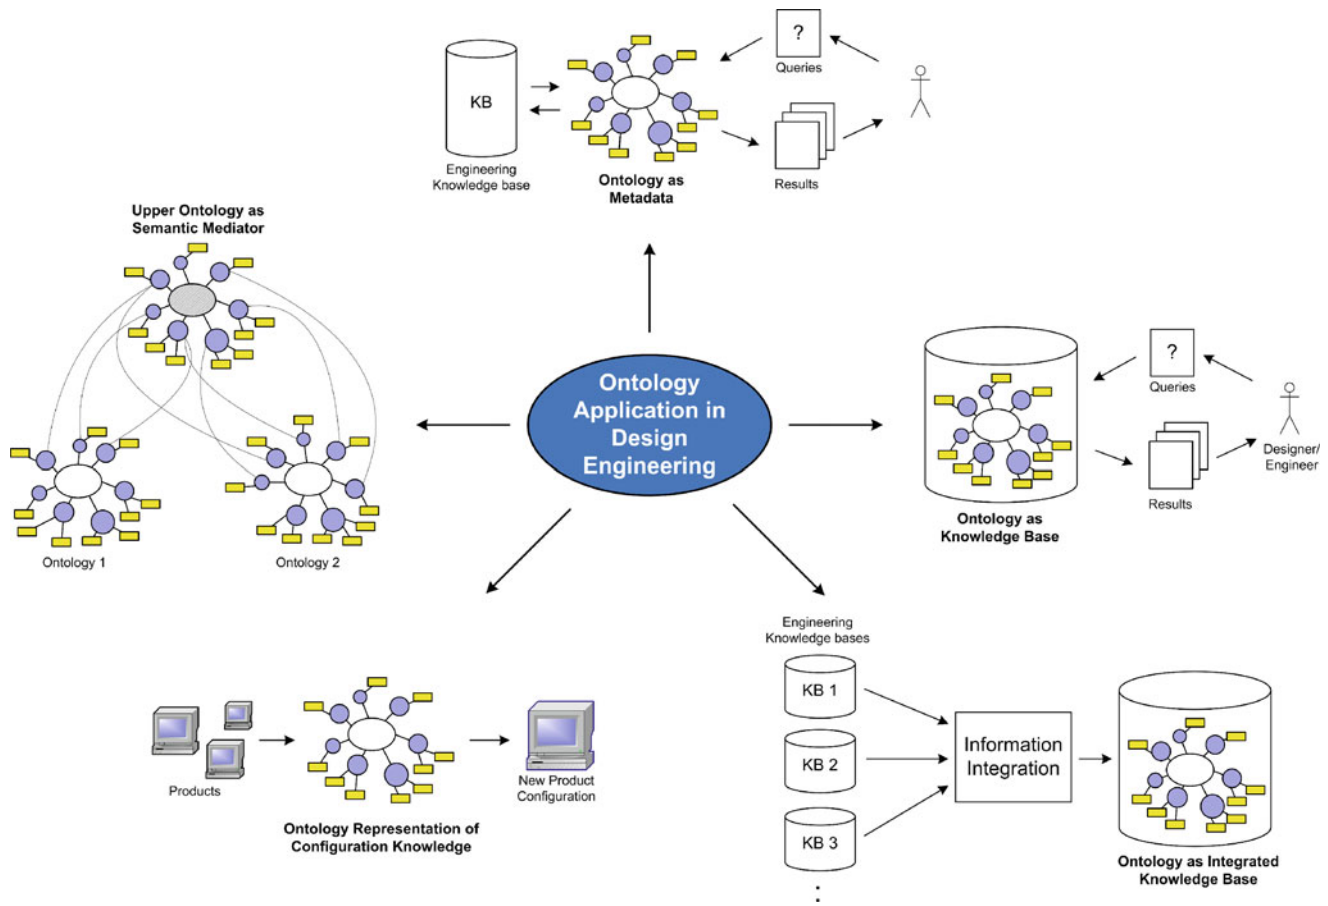 ?
Queries
KB
Engineering
Knowledge base
Ontology as
Metadata
Results
Upper Ontology as
Semantic Mediator
Ontology 1
Ontology 2
Ontology
Application in
Design
Engineering
?
Queries
Designer/
Engineer
Results
Ontology as
Knowledge Base
Products
New Product
Configuration
Ontology Representation of
Configuration Knowledge
Engineering
Knowledge bases
KB 1
KB 2
KB 3
Information
Integration
Ontology as Integrated
Knowledge Base